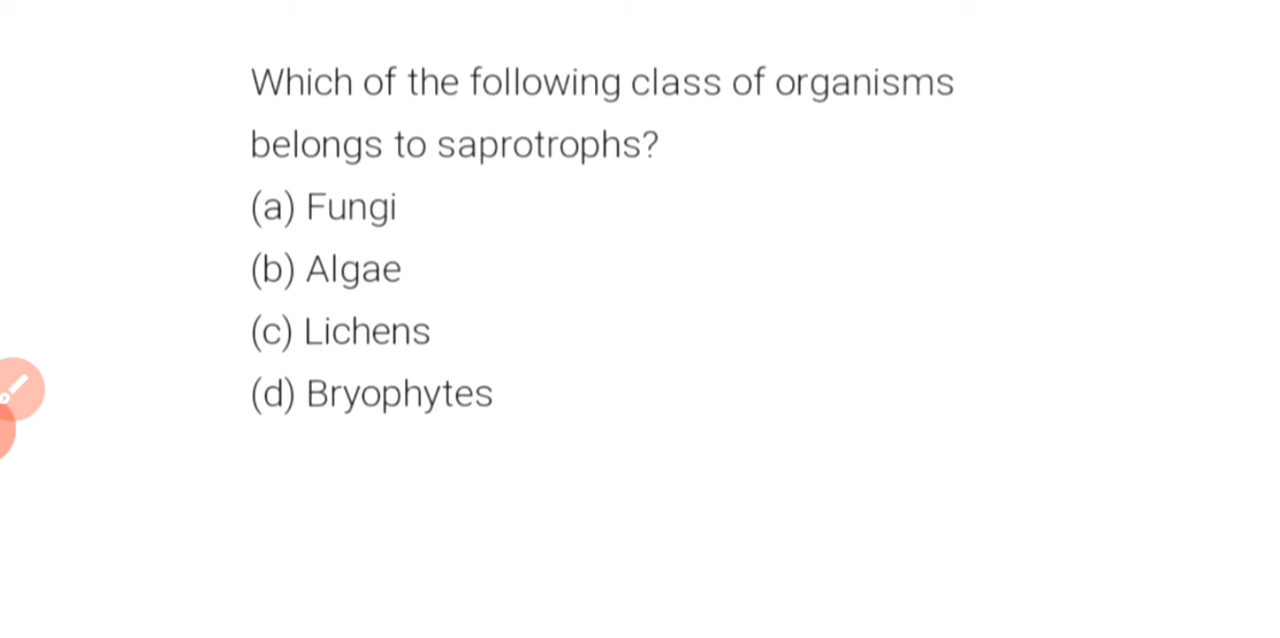 Which of the following class of organisms
belongs to saprotrophs?
(a) Fungi
(b) Algae
(c) Lichens
(d) Bryophytes